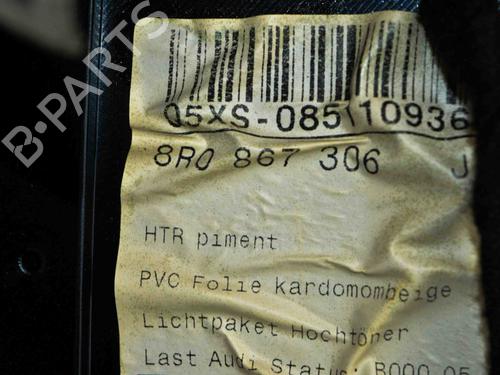 B-PARTS
05XS-085\10936
8R0 867 306 J
HTR piment
PVC Folie kardomombeige
Lichtpaket Hochtöner
Last Audi Status: B000 05